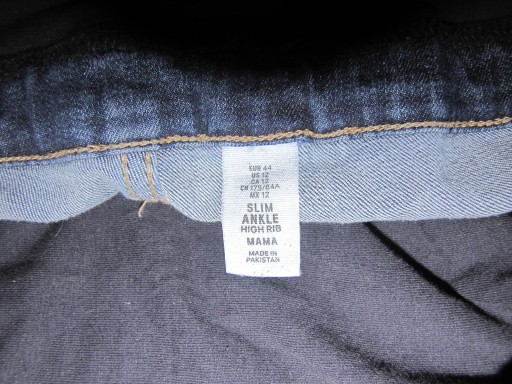 EUR 44
US 12
CA 12
CN 175/84A
MX 12
SLIM
ANKLE
HIGH RIB
MAMA
MADE IN
PAKISTAN